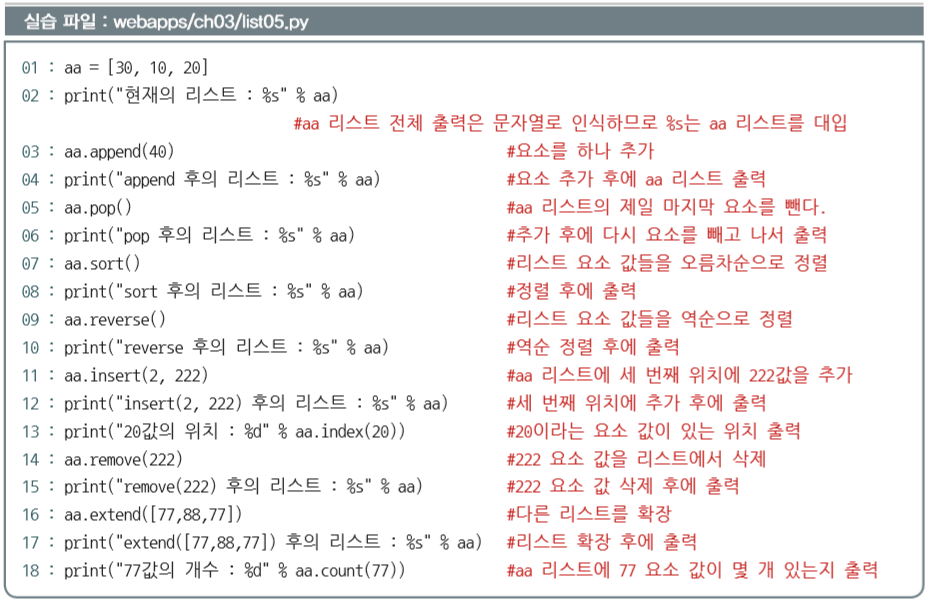 실습 파일 : webapps/ch03/list05.py
01 : aa = [30, 10, 20]
02 : print("현재의 리스트 : %s" % aa)
#aa 리스트 전체 출력은 문자열로 인식하므로 %s는 aa 리스트를 대입
03 : aa.append(40) #요소를 하나 추가
04 : print("append 후의 리스트 : %s" % aa) #요소 추가 후에 aa 리스트 출력
05 : aa.pop() #aa 리스트의 제일 마지막 요소를 뺀다.
06 : print("pop 후의 리스트 : %s" % aa) #추가 후에 다시 요소를 빼고 나서 출력
07 : aa.sort() #리스트 요소 값들을 오름차순으로 정렬
08 : print("sort 후의 리스트 : %s" % aa) #정렬 후에 출력
09 : aa.reverse() #리스트 요소 값들을 역순으로 정렬
10 : print("reverse 후의 리스트 : %s" % aa) #역순 정렬 후에 출력
11 : aa.insert(2, 222) #aa 리스트에 세 번째 위치에 222값을 추가
12 : print("insert(2, 222) 후의 리스트 : %s" % aa) #세 번째 위치에 추가 후에 출력
13 : print("20값의 위치 : %d" % aa.index(20)) #20이라는 요소 값이 있는 위치 출력
14 : aa.remove(222) #222 요소 값을 리스트에서 삭제
15 : print("remove(222) 후의 리스트 : %s" % aa) #222 요소 값 삭제 후에 출력
16 : aa.extend([77,88,77]) #다른 리스트를 확장
17 : print("extend([77,88,77]) 후의 리스트 : %s" % aa) #리스트 확장 후에 출력
18 : print("77값의 개수 : %d" % aa.count(77)) #aa 리스트에 77 요소 값이 몇 개 있는지 출력